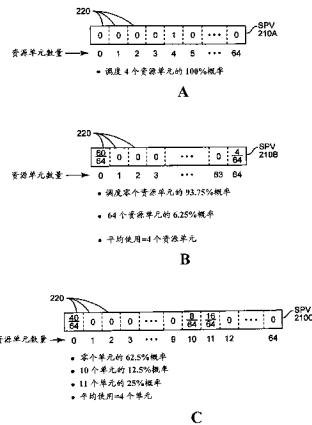 220
0 0 0 0 1 0 ••• 0
SPV
210A
资源单元数量 0 1 2 3 4 5 ••• 64
• 调度 4 个资源单元的 100% 概率
A
220
60/64 0 0 0 ••• 0 4/64
SPV
210B
资源单元数量 0 1 2 3 ••• 63 64
• 调度零个资源单元的 93.75% 概率
• 64 个资源单元的 6.25% 概率
• 平均使用=4 个资源单元
B
220
40/64 0 0 0 ••• 0 8/64 16/64 0 ••• 0
SPV
210C
资源单元数量 0 1 2 3 ••• 9 10 11 12 64
• 零个单元的 62.5% 概率
• 10 个单元的 12.5% 概率
• 11 个单元的 25% 概率
• 平均使用=4 个单元
C